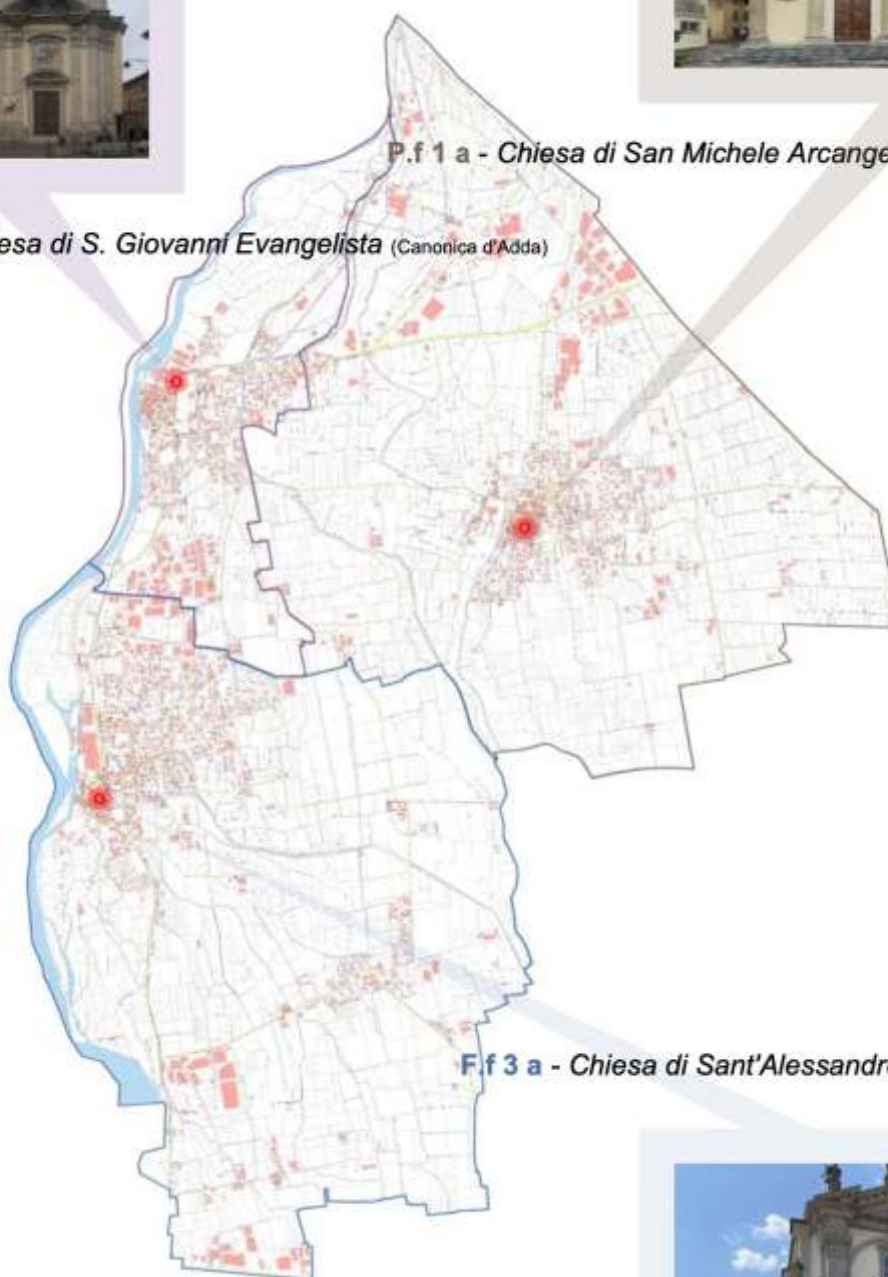 P.f 1 a - Chiesa di San Michele Arcange
esa di S. Giovanni Evangelista (Canonica d'Adda)
F.f 3 a - Chiesa di Sant'Alessandr